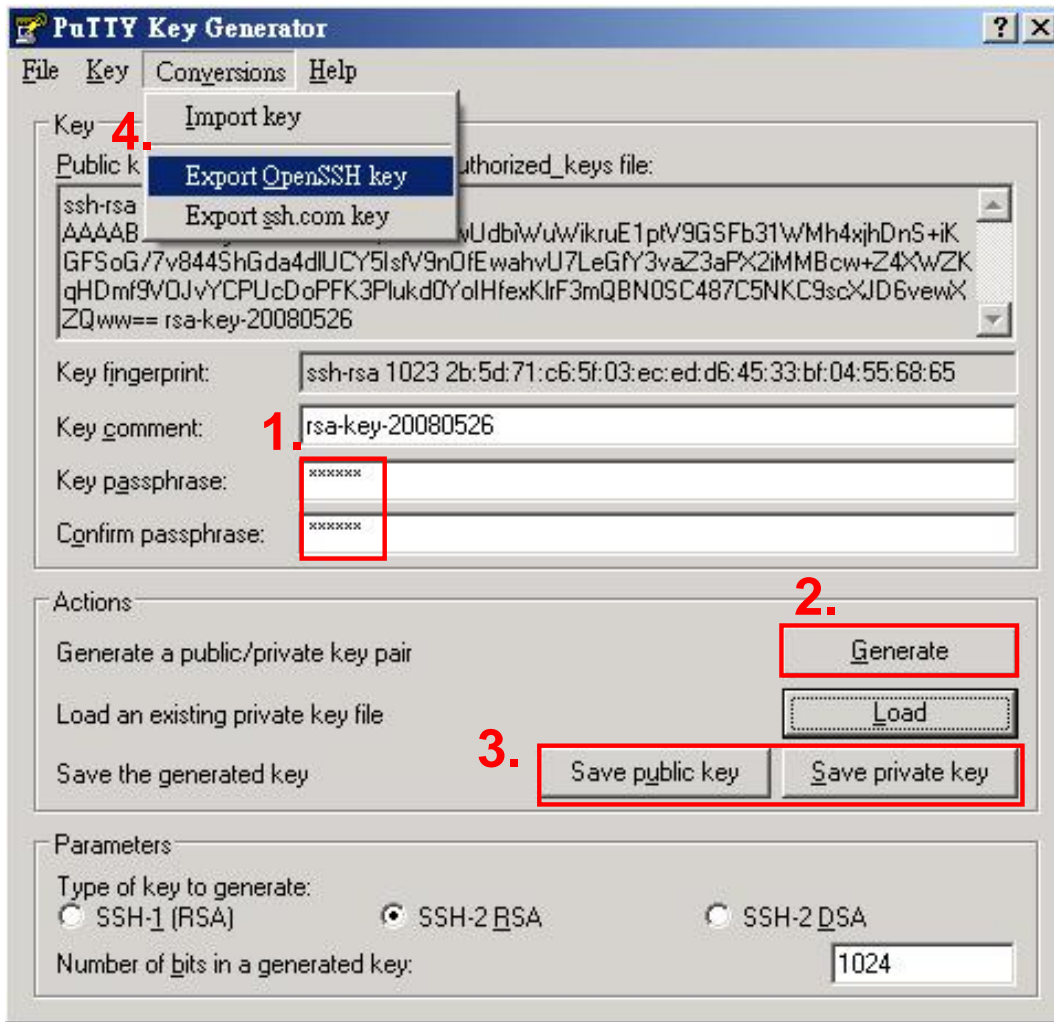 PuTTY Key Generator
File Key Conversions Help
Import key
Export OpenSSH key
Export ssh.com key
4.
Key
Public k uthorized_keys file:
ssh-rsa
AAAAB wUdbiWuWikruE1ptV9GSFb31WMh4xjhDnS+iK
GFSoG/7v844ShGda4dlUCY5lsfV9nOfEwahvU7LeGfY3vaZ3aPX2iMMBcw+Z4XWZK
qHDmf9VOJvYCPUcDoPFK3Plukd0YolHfexKlrF3mQBN0SC487C5NKC9scXJD6vewX
ZQww== rsa-key-20080526
Key fingerprint: ssh-rsa 1023 2b:5d:71:c6:5f:03:ec:ed:d6:45:33:bf:04:55:68:65
Key comment: rsa-key-20080526
1.
Key passphrase: ××××××
Confirm passphrase: ××××××
Actions
2.
Generate a public/private key pair Generate
Load an existing private key file Load
3.
Save the generated key Save public key Save private key
Parameters
Type of key to generate:
SSH-1 (RSA) SSH-2 RSA SSH-2 DSA
Number of bits in a generated key: 1024